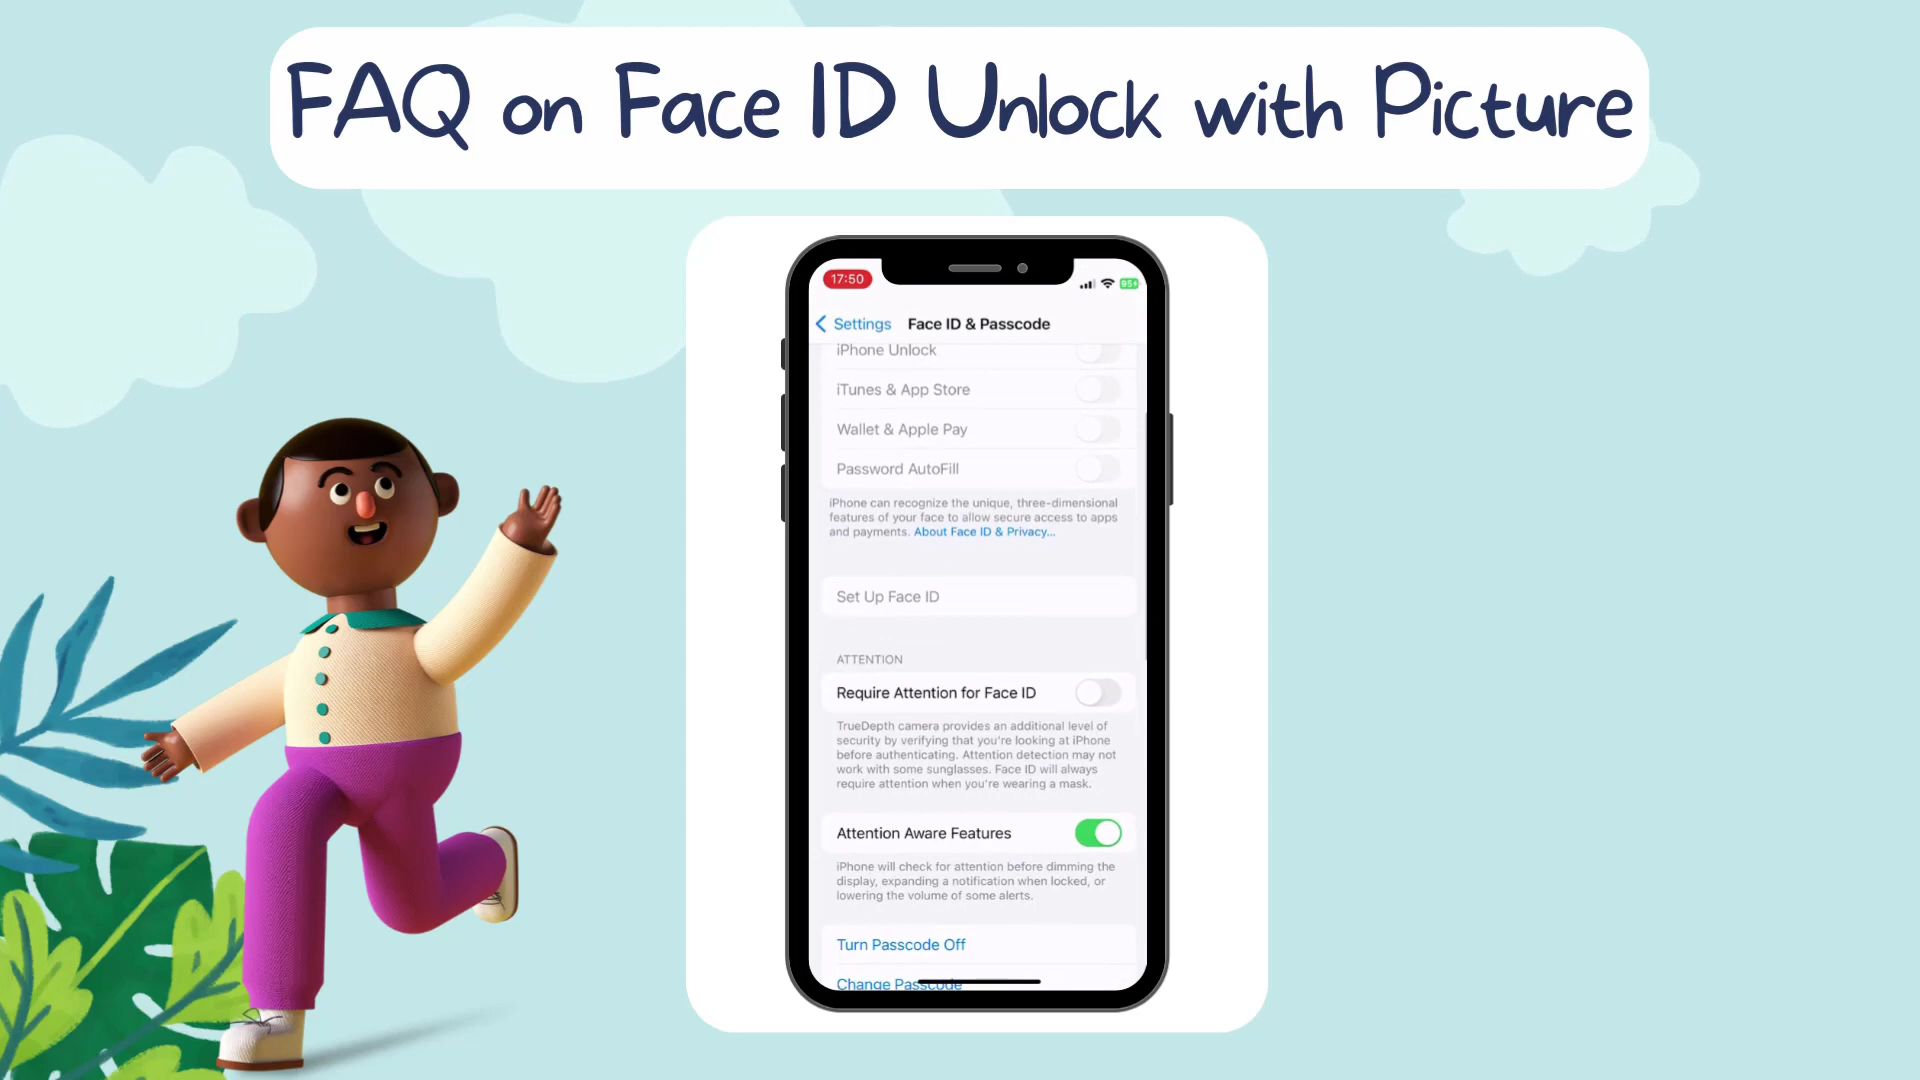 FAQ on Face ID Unlock with Picture
17:50
95+
Settings
Face ID & Passcode
iPhone Unlock
iTunes & App Store
Wallet & Apple Pay
Password AutoFill
iPhone can recognize the unique, three-dimensional
features of your face to allow secure access to apps
and payments. About Face ID & Privacy...
Set Up Face ID
ATTENTION
Require Attention for Face ID
TrueDepth camera provides an additional level of
security by verifying that you're looking at iPhone
before authenticating. Attention detection may not
work with some sunglasses. Face ID will always
require attention when you're wearing a mask.
Attention Aware Features
iPhone will check for attention before dimming the
display, expanding a notification when locked, or
lowering the volume of some alerts.
Turn Passcode Off
Change Passcode